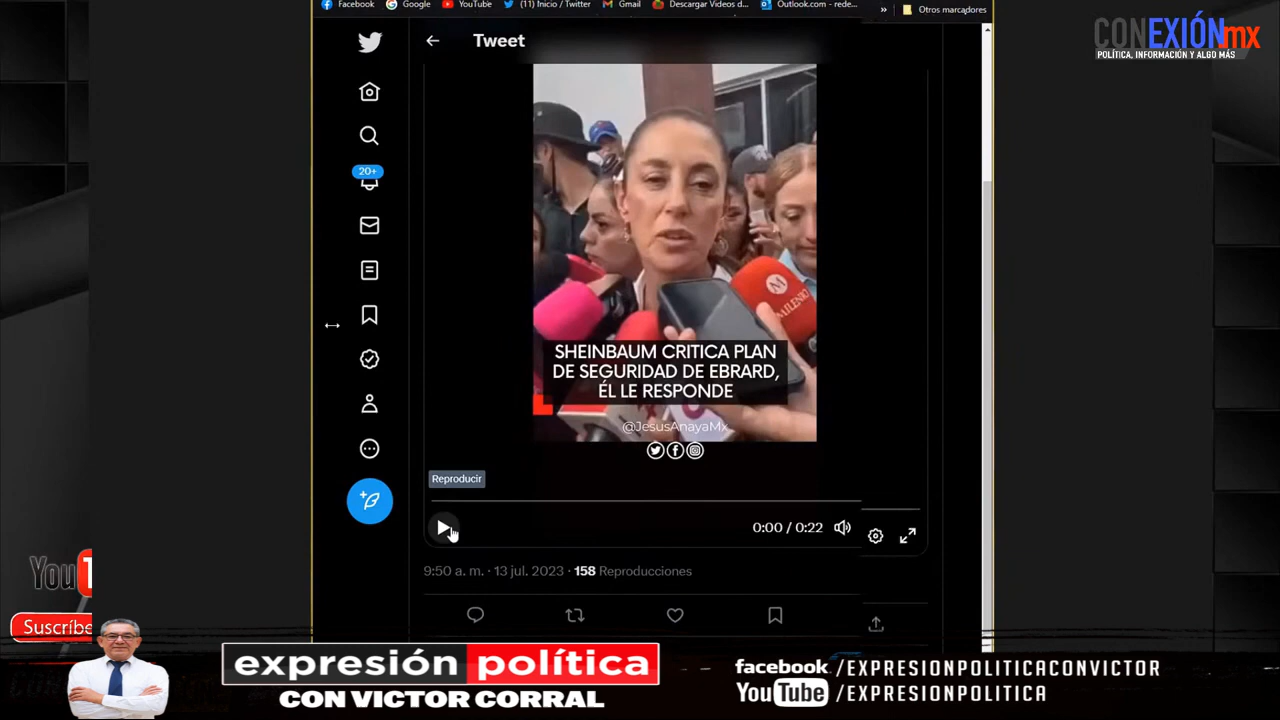 Facebook
Google
YouTube
(11) Inicio / Twitter
Gmail
Descargar Videos d...
Outlook.com - rede...
»
Otros marcadores
CONEXIÓNmx
POLÍTICA, INFORMACIÓN Y ALGO MÁS
Tweet
20+
MILENIO
SHEINBAUM CRITICA PLAN
DE SEGURIDAD DE EBRARD,
ÉL LE RESPONDE
@JesusAnayaMx
Reproducir
0:00 / 0:22
9:50 a. m. · 13 jul. 2023 · 158 Reproducciones
You
Suscríbe
expresión política
CON VICTOR CORRAL
facebook /EXPRESIONPOLITICACONVICTOR
YouTube /EXPRESIONPOLITICA